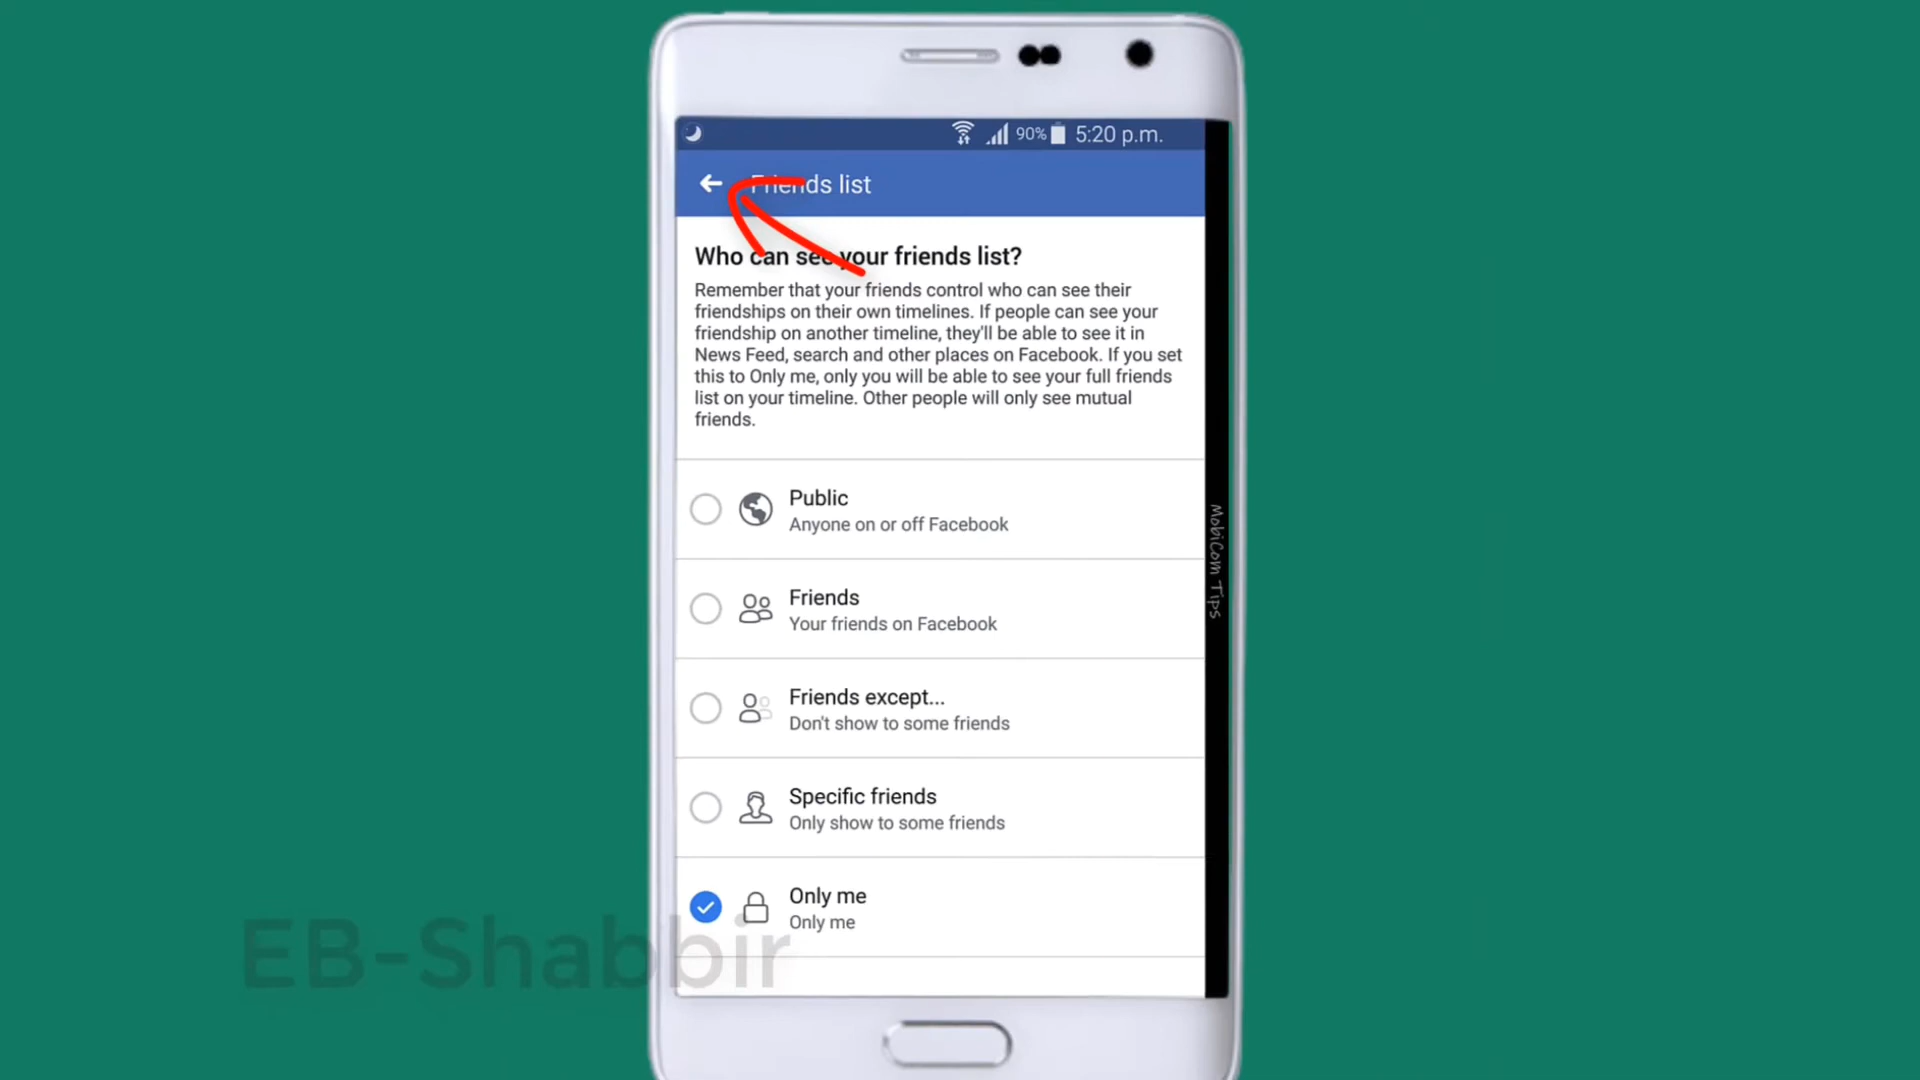 90% 5:20 p.m.
Friends list
Who can see your friends list?
Remember that your friends control who can see their
friendships on their own timelines. If people can see your
friendship on another timeline, they'll be able to see it in
News Feed, search and other places on Facebook. If you set
this to Only me, only you will be able to see your full friends
list on your timeline. Other people will only see mutual
friends.
Public
Anyone on or off Facebook
Friends
Your friends on Facebook
Friends except...
Don't show to some friends
Specific friends
Only show to some friends
Only me
Only me
MobiCom Tips
EB-Shabbir